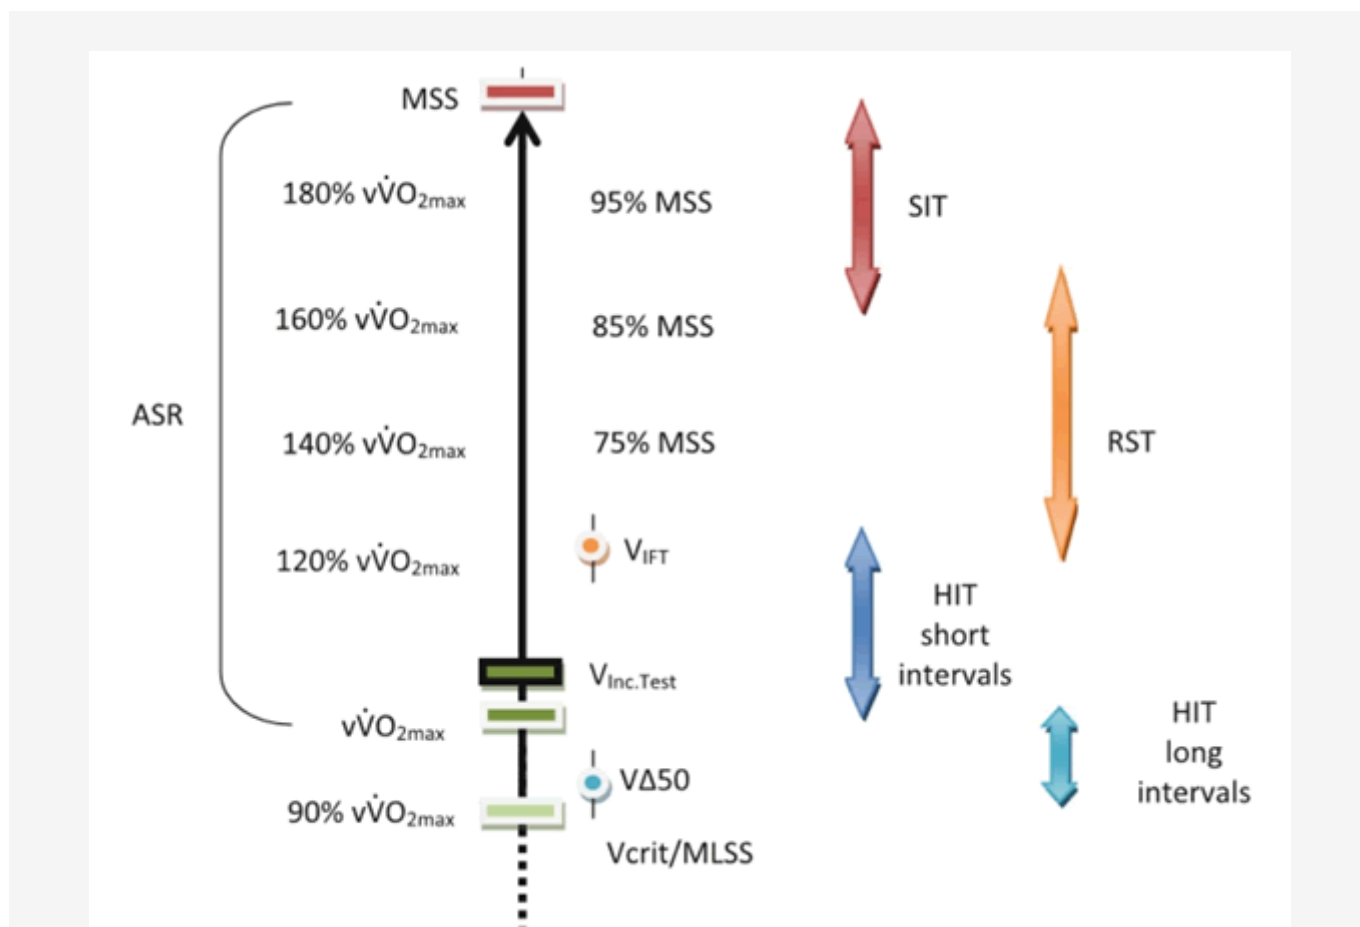 MSS
180% vV̇O2max
95% MSS
SIT
160% vV̇O2max
85% MSS
ASR
140% vV̇O2max
75% MSS
RST
120% vV̇O2max
VIFT
HIT
short
intervals
VInc.Test
vV̇O2max
HIT
long
intervals
VΔ50
90% vV̇O2max
Vcrit/MLSS